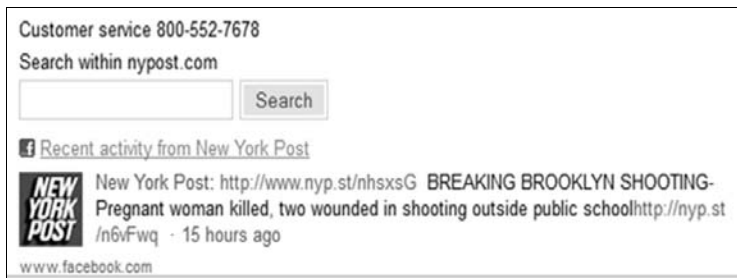 Customer service 800-552-7678
Search within nypost.com
Search
f Recent activity from New York Post
NEW
YORK
POST
New York Post: http://www.nyp.st/nhsxsG BREAKING BROOKLYN SHOOTING-
Pregnant woman killed, two wounded in shooting outside public schoolhttp://nyp.st
/n6vFwq · 15 hours ago
www.facebook.com